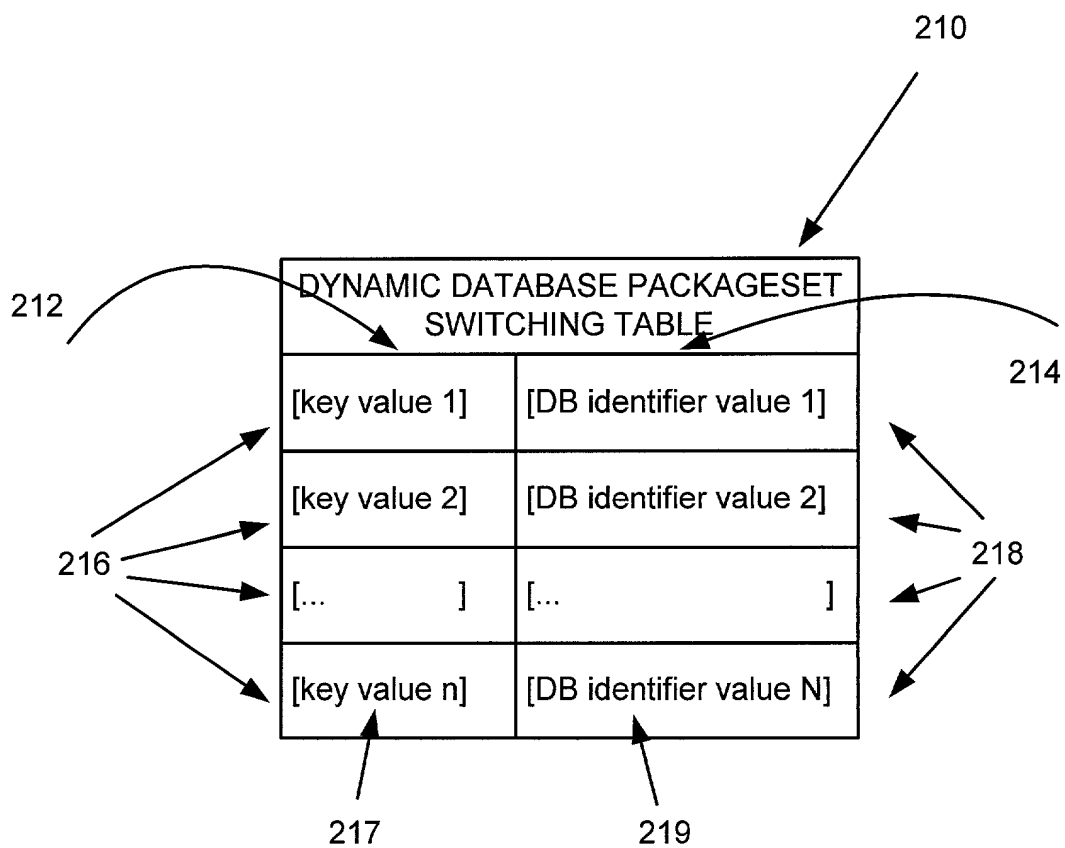 210
212
DYNAMIC DATABASE PACKAGESET
SWITCHING TABLE
214
[key value 1] [DB identifier value 1]
[key value 2] [DB identifier value 2]
216
218
[... ] [... ]
[key value n] [DB identifier value N]
217
219